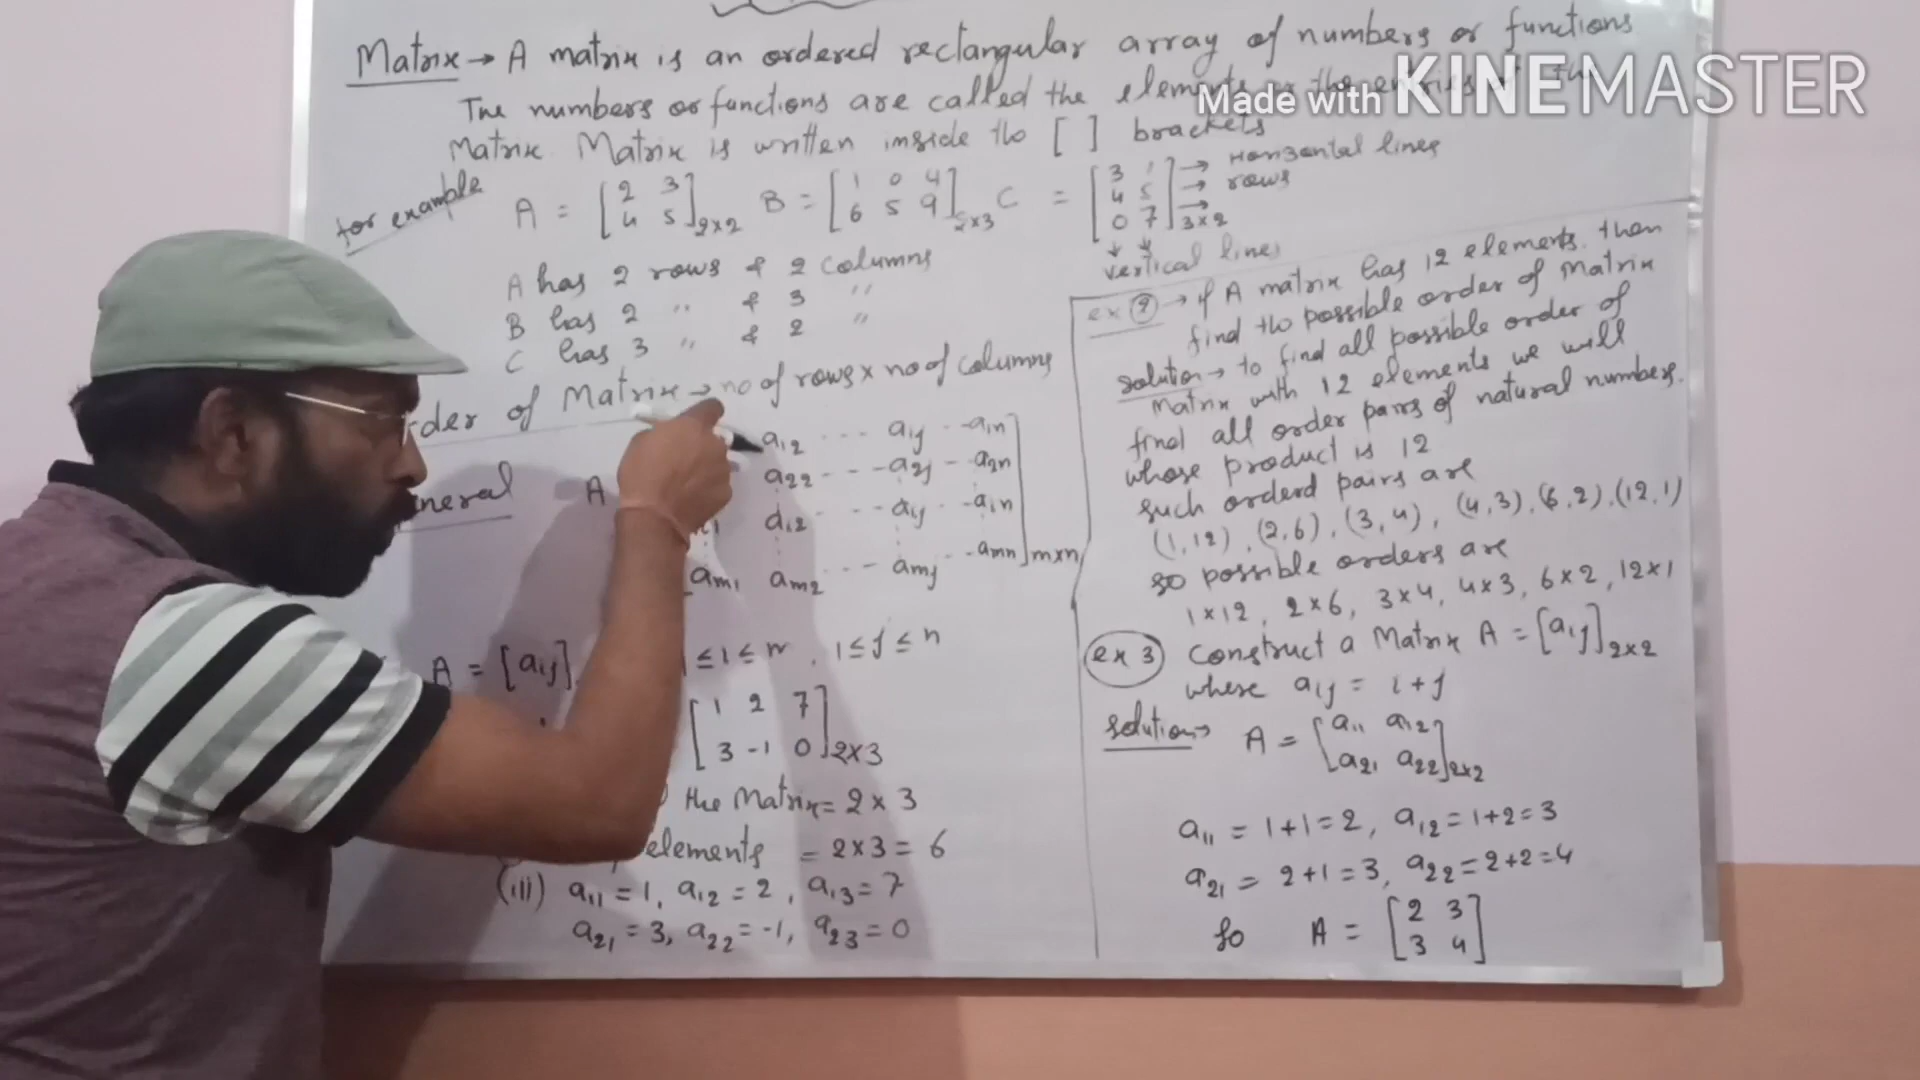 Matrix → A matrix is an ordered rectangular array of numbers or functions
The numbers or functions are called the elements or the entries of the
Matrix. Matrix is written inside the [ ] brackets
for example
A = [2 3
4 5] 2×2
B = [1 0 4
6 5 9] 2×3
C = [3 1
4 5
0 7] 3×2
→ Horizontal lines
→ rows
→
↓ ↓
vertical lines
A has 2 rows & 2 columns
B has 2 " & 3 "
C has 3 " & 2 "
der of Matrix → no of rows × no of columns
neral
A
a12 --- aij --- ain
a22 --- a2j --- a2n
ai2 --- aij --- ain
am1 am2 --- amj --- amn] m×n
A = [aij]
≤ i ≤ m, 1 ≤ j ≤ n
[1 2 7
3 -1 0] 2×3
the Matrix = 2 × 3
elements = 2×3 = 6
(iii) a11 = 1, a12 = 2, a13 = 7
a21 = 3, a22 = -1, a23 = 0
ex 2 → if A matrix has 12 elements. then
find the possible order of Matrix
solution → to find all possible order of
Matrix with 12 elements we will
find all order pairs of natural numbers.
whose product is 12
such orderd pairs are
(1,12), (2,6), (3,4), (4,3), (6,2), (12,1)
so possible orders are
1×12, 2×6, 3×4, 4×3, 6×2, 12×1
ex 3 Construct a Matrix A = [aij] 2×2
where aij = i+j
solution → A = [a11 a12
a21 a22] 2×2
a11 = 1+1=2, a12 = 1+2=3
a21 = 2+1=3, a22 = 2+2=4
so A = [2 3
3 4]
Made with KINEMASTER